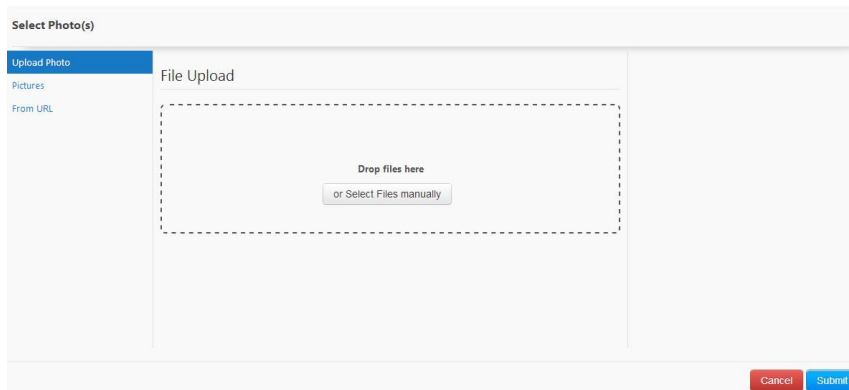 Select Photo(s)
Upload Photo
Pictures
From URL
File Upload
Drop files here
or Select Files manually
Cancel
Submit